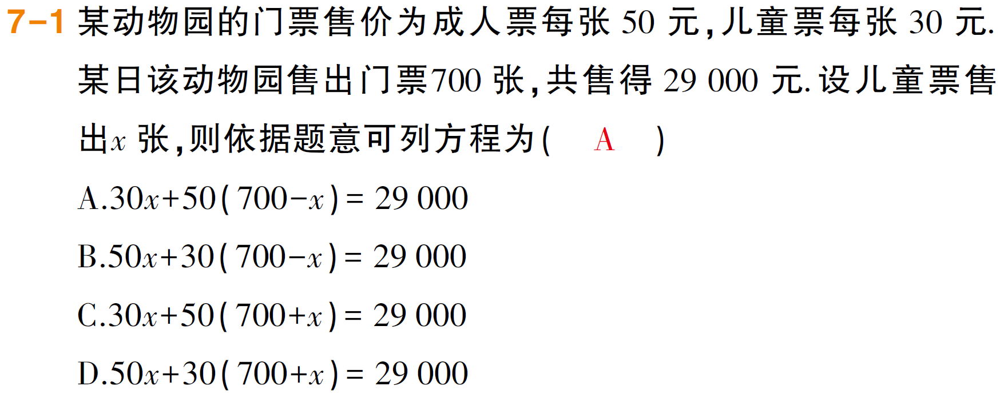 7-1 某动物园的门票售价为成人票每张 50 元,儿童票每张 30 元.
某日该动物园售出门票700 张,共售得 29 000 元.设儿童票售
出x 张,则依据题意可列方程为( A )
A.30x+50(700-x)= 29 000
B.50x+30(700-x)= 29 000
C.30x+50(700+x)= 29 000
D.50x+30(700+x)= 29 000